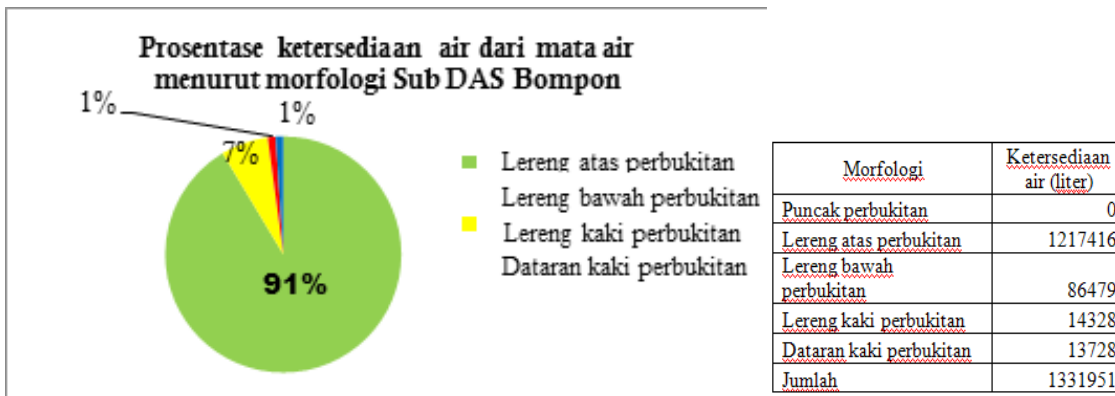 Prosentase ketersediaan air dari mata air
menurut morfologi Sub DAS Bompon
1%
1%
7%
91%
Lereng atas perbukitan
Lereng bawah perbukitan
Lereng kaki perbukitan
Dataran kaki perbukitan
Morfologi
Ketersediaan
air (liter)
Puncak perbukitan 0
Lereng atas perbukitan 1217416
Lereng bawah
perbukitan 86479
Lereng kaki perbukitan 14328
Dataran kaki perbukitan 13728
Jumlah 1331951